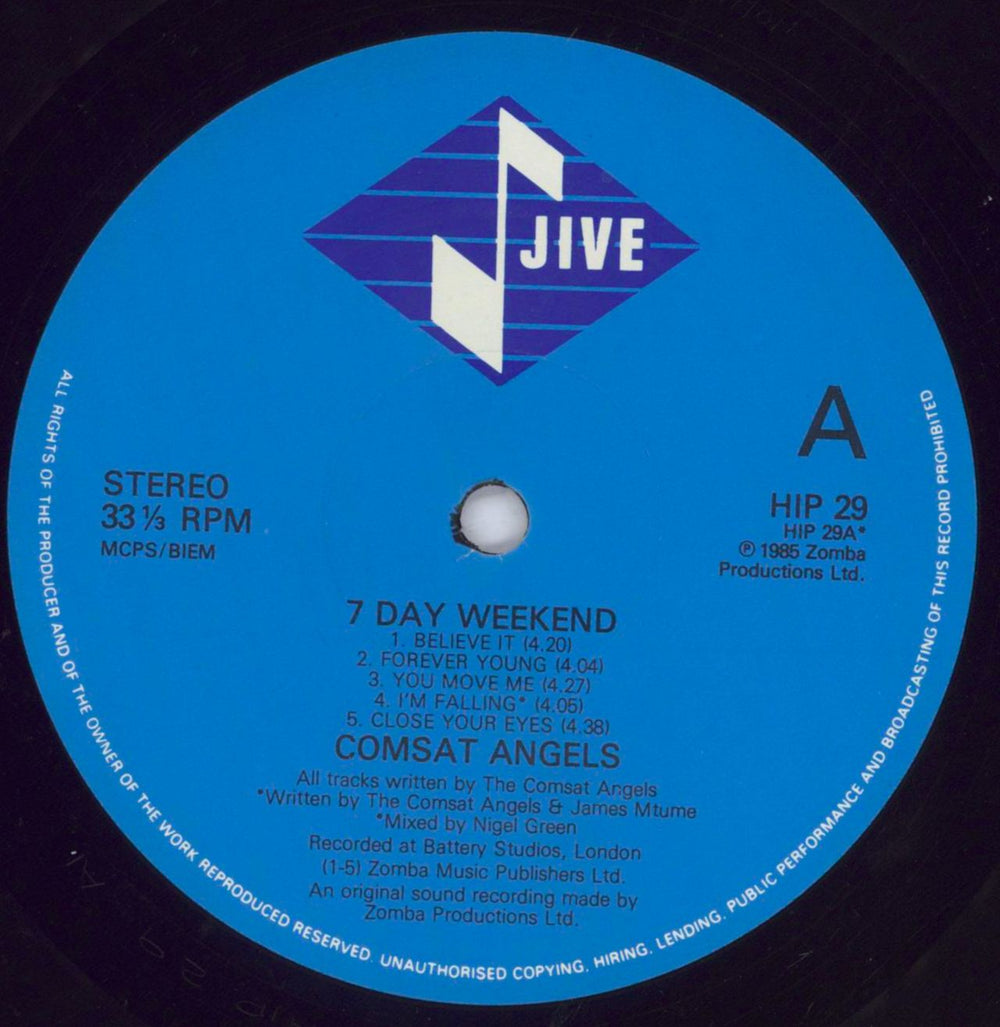 JIVE
A
STEREO
33 ⅓ RPM
MCPS/BIEM
HIP 29
HIP 29A*
℗ 1985 Zomba
Productions Ltd.
7 DAY WEEKEND
1. BELIEVE IT (4.20)
2. FOREVER YOUNG (4.04)
3. YOU MOVE ME (4.27)
4. I'M FALLING* (4.05)
5. CLOSE YOUR EYES (4.38)
COMSAT ANGELS
All tracks written by The Comsat Angels
*Written by The Comsat Angels & James Mtume
*Mixed by Nigel Green
Recorded at Battery Studios, London
(1-5) Zomba Music Publishers Ltd.
An original sound recording made by
Zomba Productions Ltd.
ALL RIGHTS OF THE PRODUCER AND OF THE OWNER OF THE WORK REPRODUCED RESERVED. UNAUTHORISED COPYING. HIRING. LENDING. PUBLIC PERFORMANCE AND BROADCASTING OF THIS RECORD PROHIBITED